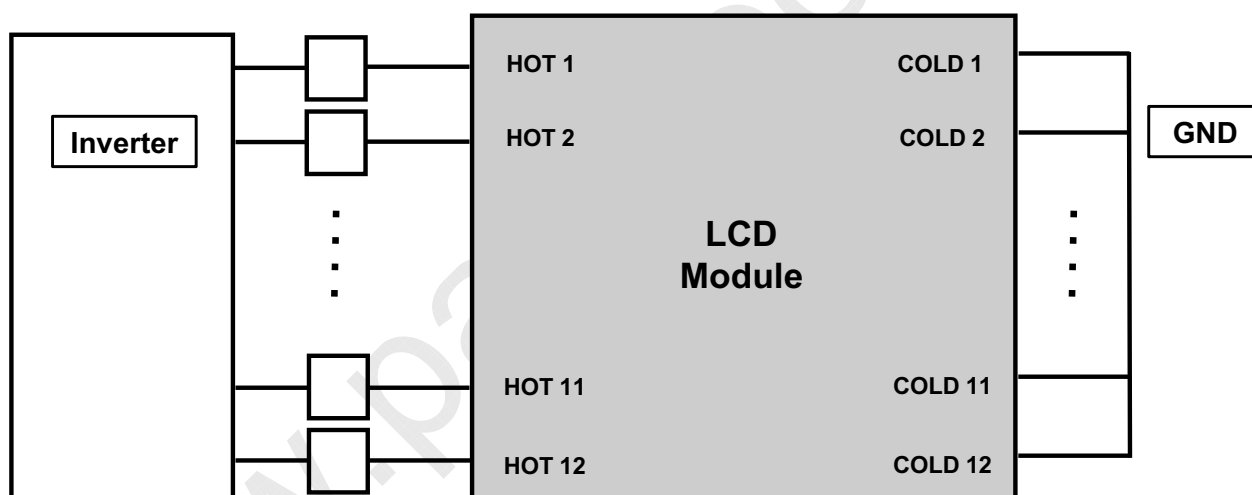 HOT 1
COLD 1
Inverter
HOT 2
COLD 2
GND
LCD
Module
HOT 11
COLD 11
HOT 12
COLD 12